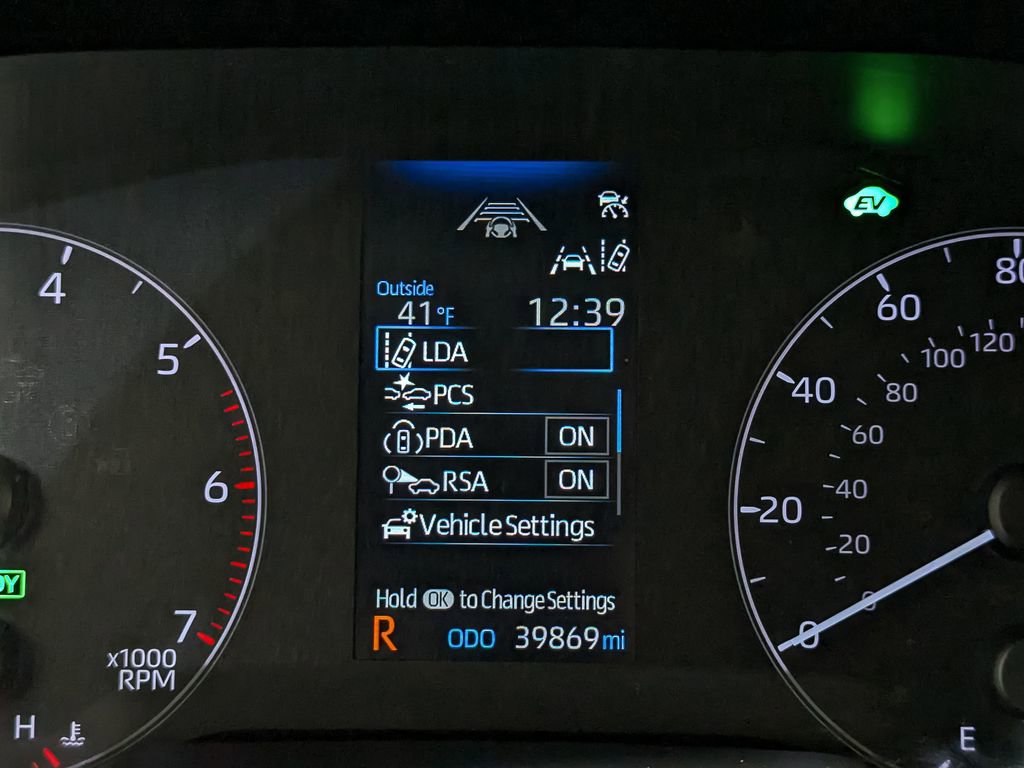 EV
Outside
41°F 12:39
LDA
PCS
PDA ON
RSA ON
Vehicle Settings
Hold OK to Change Settings
R ODO 39869 mi
4
5
6
7
x1000
RPM
H
80
60
40
20
0
120
100
80
60
40
20
0
E